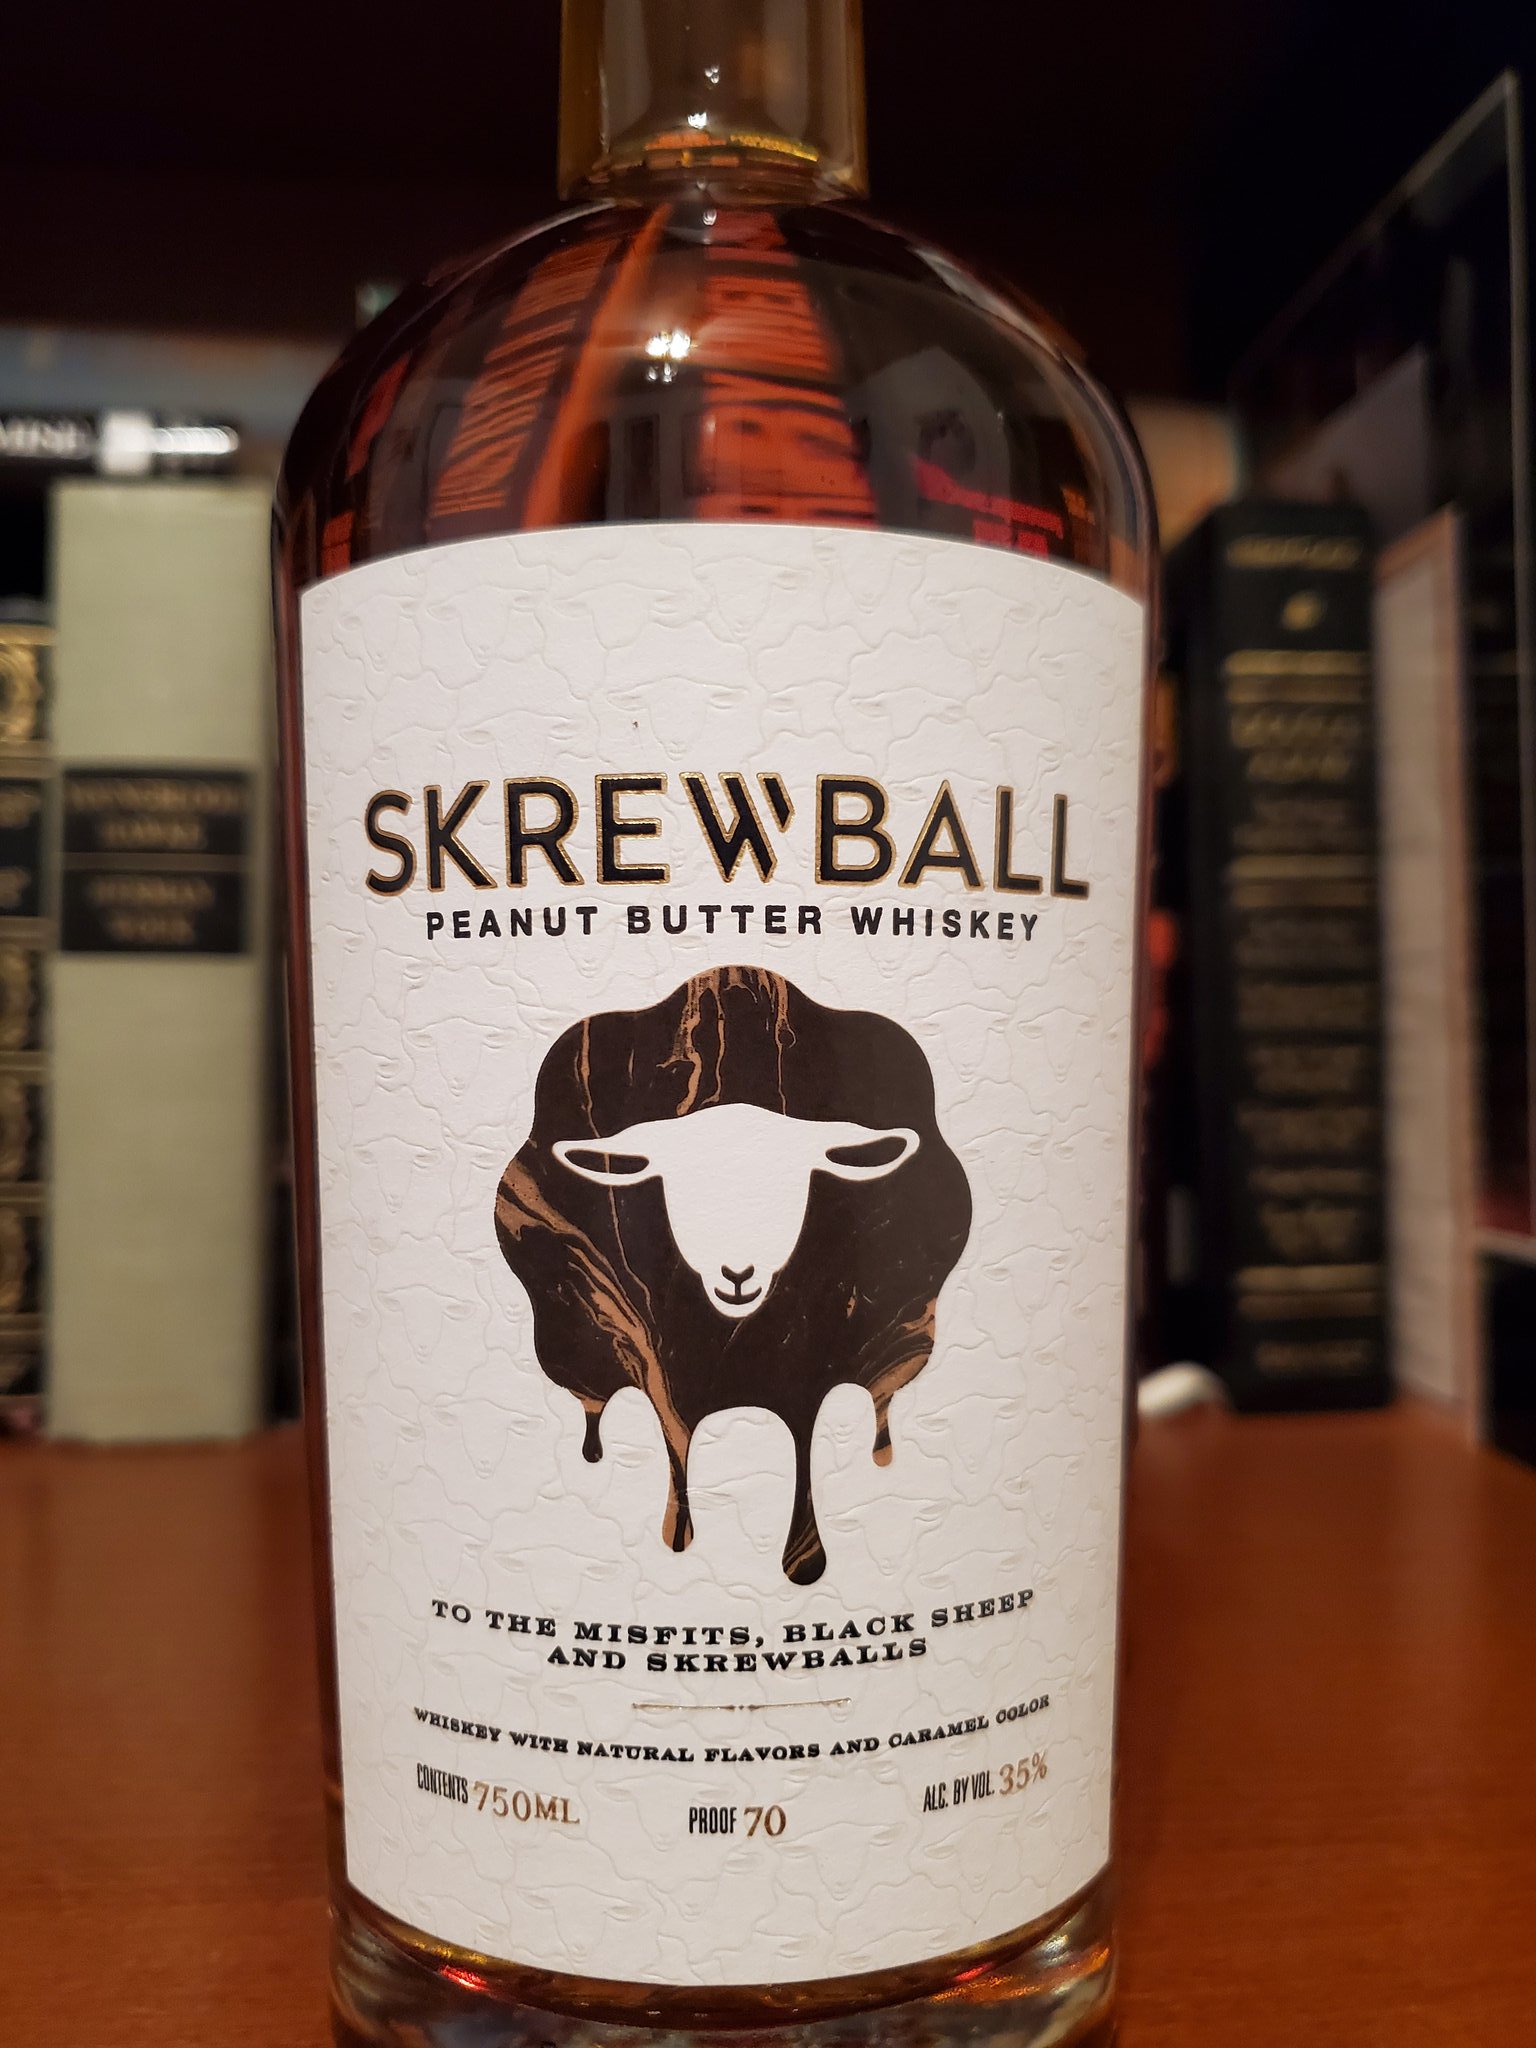 SKREWBALL
PEANUT BUTTER WHISKEY
TO THE MISFITS, BLACK SHEEP
AND SKREWBALLS
WHISKEY WITH NATURAL FLAVORS AND CARAMEL COLOR
CONTENTS 750ML
PROOF 70
ALC. BY VOL. 35%